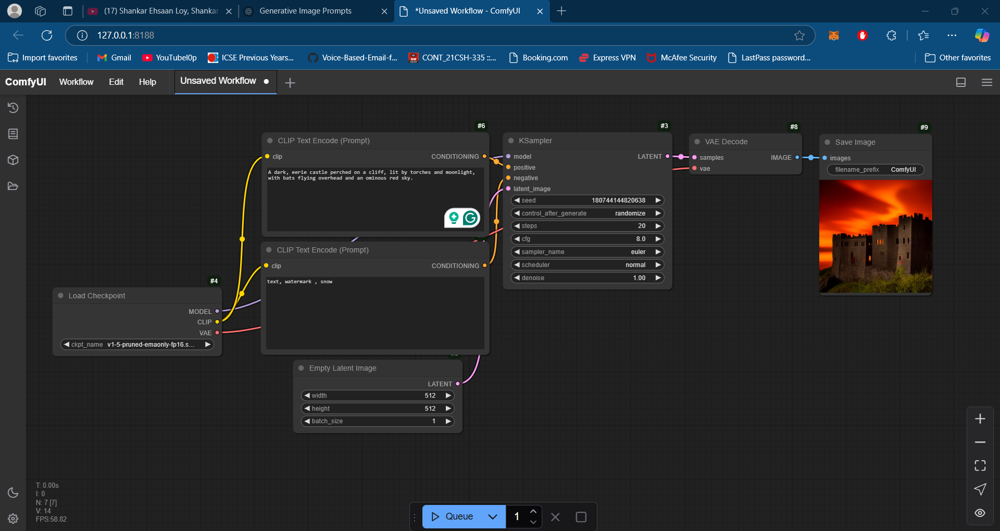 (17) Shankar Ehsaan Loy, Shankar
Generative Image Prompts
*Unsaved Workflow - ComfyUI
127.0.0.1:8188
Import favorites
Gmail
YouTubel0p
ICSE Previous Years...
Voice-Based-Email-f...
CONT_21CSH-335 ::...
Booking.com
Express VPN
McAfee Security
LastPass password...
Other favorites
ComfyUI
Workflow
Edit
Help
Unsaved Workflow
#6
CLIP Text Encode (Prompt)
clip
CONDITIONING
A dark, eerie castle perched on a cliff, lit by torches and moonlight,
with bats flying overhead and an ominous red sky.
CLIP Text Encode (Prompt)
clip
CONDITIONING
text, watermark , snow
#4
Load Checkpoint
MODEL
CLIP
VAE
ckpt_name v1-5-pruned-emaonly-fp16.s...
Empty Latent Image
LATENT
width 512
height 512
batch_size 1
#3
KSampler
model
LATENT
positive
negative
latent_image
seed 180744144820638
control_after_generate randomize
steps 20
cfg 8.0
sampler_name euler
scheduler normal
denoise 1.00
#8
VAE Decode
samples
IMAGE
vae
#9
Save Image
images
filename_prefix ComfyUI
T: 0.00s
I: 0
N: 7 [7]
V: 14
FPS:58.82
Queue
1